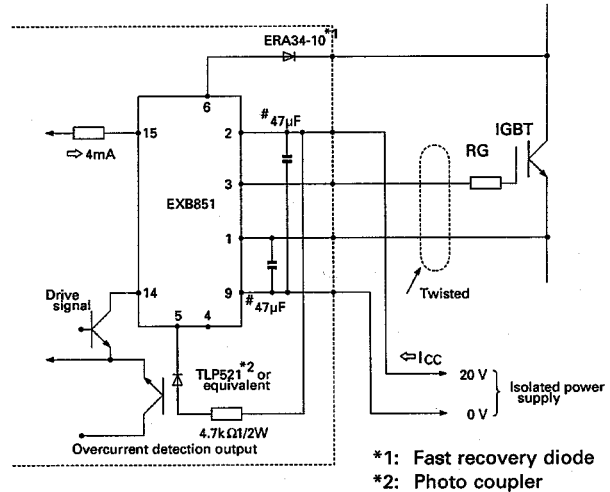 ERA34-10*1
6
#47µF
15
2
IGBT
⇨4mA
RG
3
EXB851
1
Drive
signal
14
9
#47µF
Twisted
5
4
TLP521*2 or
equivalent
⇦ICC
20 V
Isolated power
supply
0 V
4.7kΩ1/2W
Overcurrent detection output
*1: Fast recovery diode
*2: Photo coupler